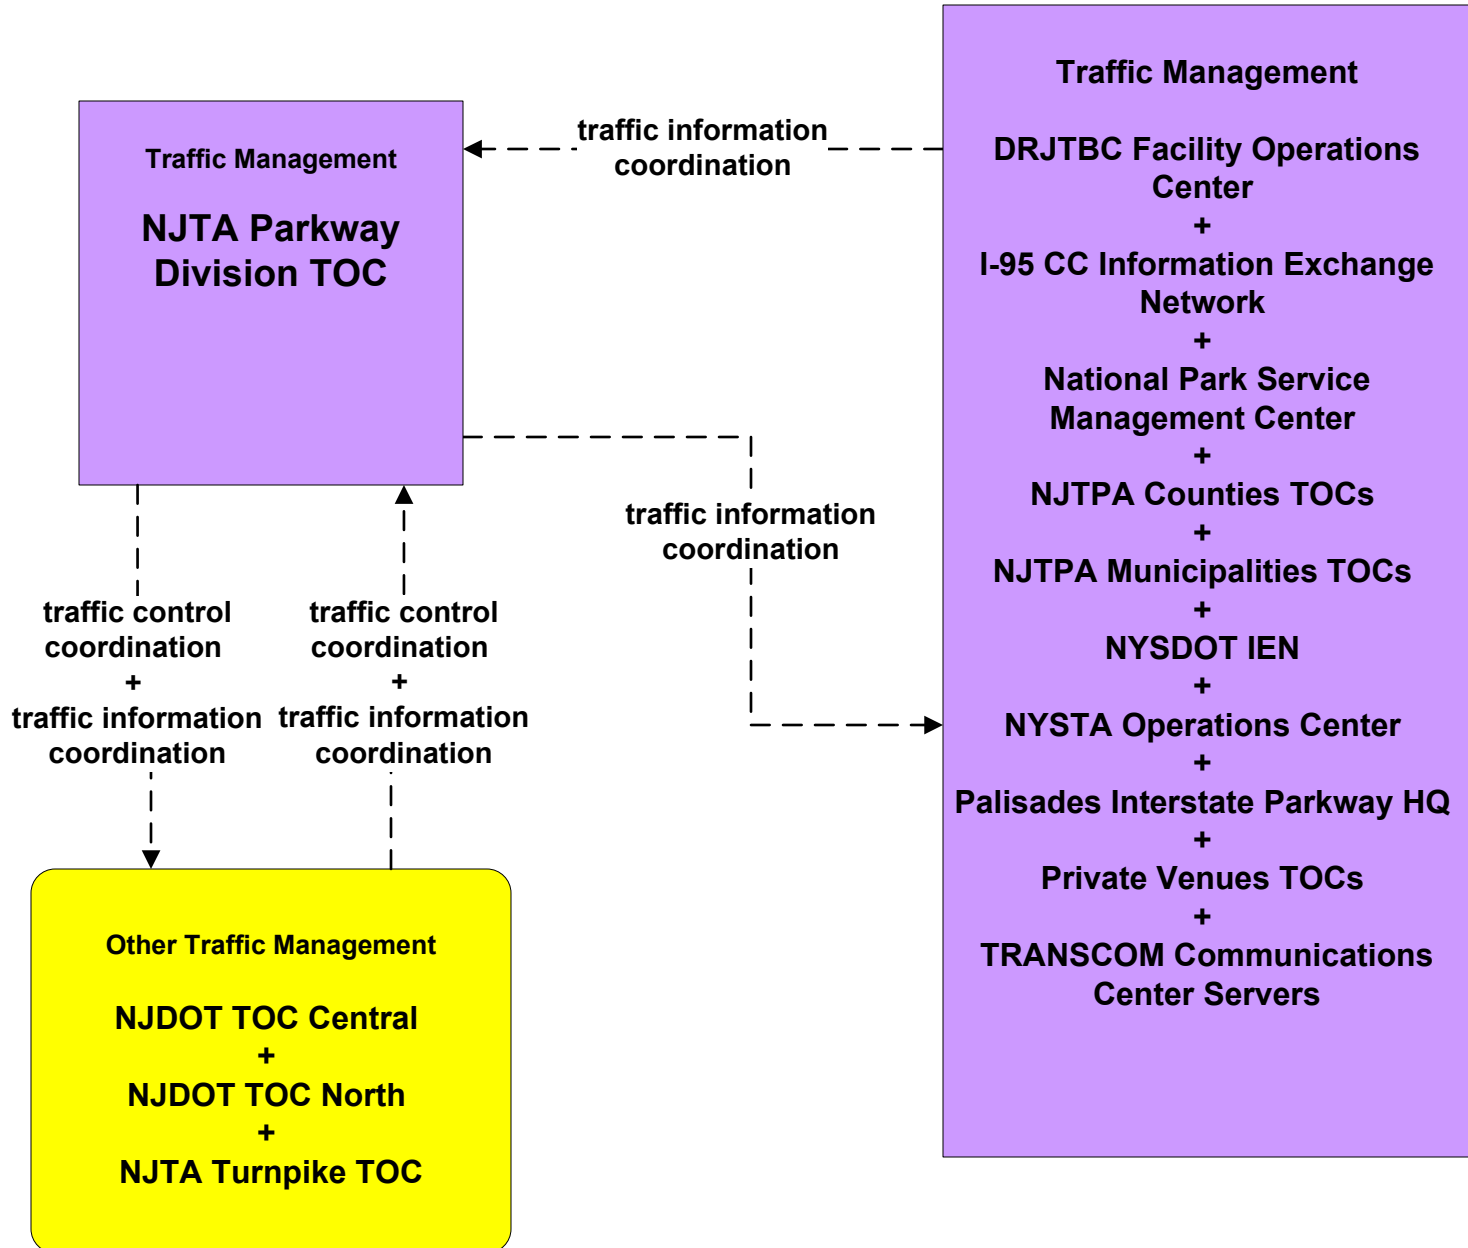 Traffic Management
NJTA Parkway
Division TOC
traffic information
coordination
Traffic Management
DRJTBC Facility Operations
Center
+
I-95 CC Information Exchange
Network
+
National Park Service
Management Center
+
NJTPA Counties TOCs
+
NJTPA Municipalities TOCs
+
NYSDOT IEN
+
NYSTA Operations Center
+
Palisades Interstate Parkway HQ
+
Private Venues TOCs
+
TRANSCOM Communications
Center Servers
traffic information
coordination
traffic control
coordination
+
traffic information
coordination
traffic control
coordination
+
traffic information
coordination
Other Traffic Management
NJDOT TOC Central
+
NJDOT TOC North
+
NJTA Turnpike TOC